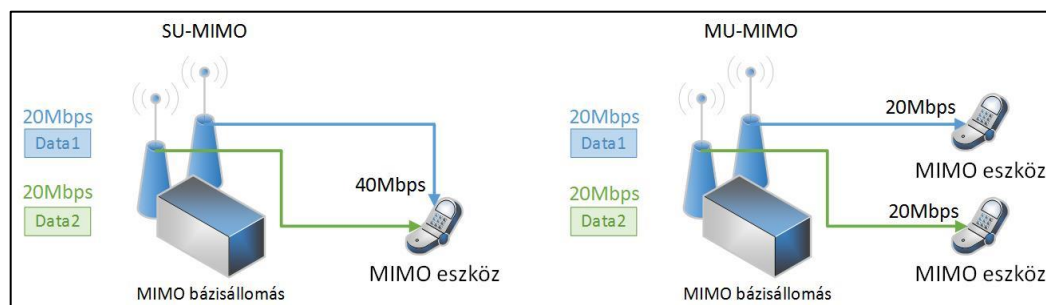 SU-MIMO
20Mbps
Data1
20Mbps
Data2
40Mbps
MIMO eszköz
MIMO bázisállomás
MU-MIMO
20Mbps
Data1
20Mbps
Data2
20Mbps
MIMO eszköz
20Mbps
MIMO eszköz
MIMO bázisállomás